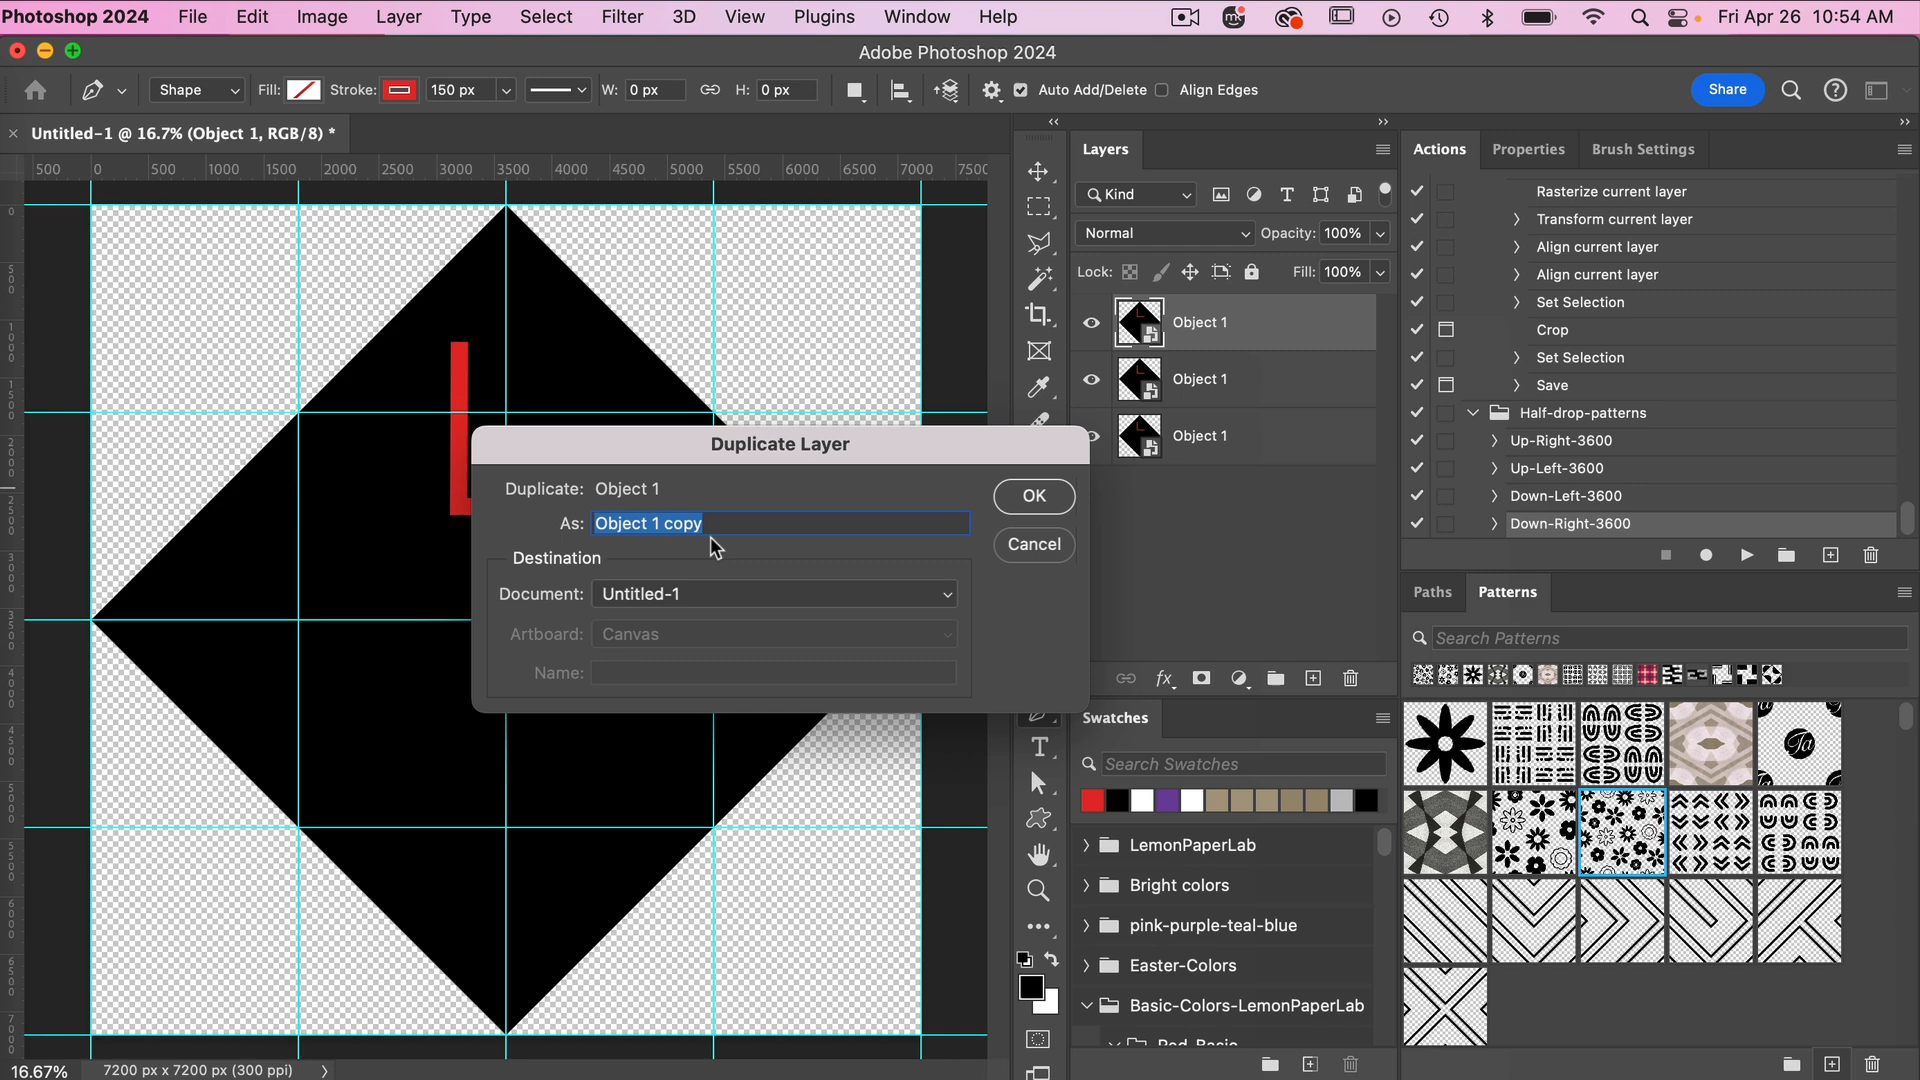 Photoshop 2024 File Edit Image Layer Type Select Filter 3D View Plugins Window Help Fri Apr 26 10:54 AM
Adobe Photoshop 2024
Shape Fill: Stroke: 150 px W: 0 px H: 0 px Auto Add/Delete Align Edges Share
Untitled-1 @ 16.7% (Object 1, RGB/8) *
500 0 500 1000 1500 2000 2500 3000 3500 4000 4500 5000 5500 6000 6500 7000 7500
Layers
Kind
Normal Opacity: 100%
Lock: Fill: 100%
Object 1
Object 1
Object 1
Actions Properties Brush Settings
Rasterize current layer
Transform current layer
Align current layer
Align current layer
Set Selection
Crop
Set Selection
Save
Half-drop-patterns
Up-Right-3600
Up-Left-3600
Down-Left-3600
Down-Right-3600
Duplicate Layer
Duplicate: Object 1
As: Object 1 copy
OK
Cancel
Destination
Document: Untitled-1
Artboard: Canvas
Name:
fx
Paths Patterns
Search Patterns
Swatches
Search Swatches
LemonPaperLab
Bright colors
pink-purple-teal-blue
Easter-Colors
Basic-Colors-LemonPaperLab
Red-Basic
16.67% 7200 px x 7200 px (300 ppi)